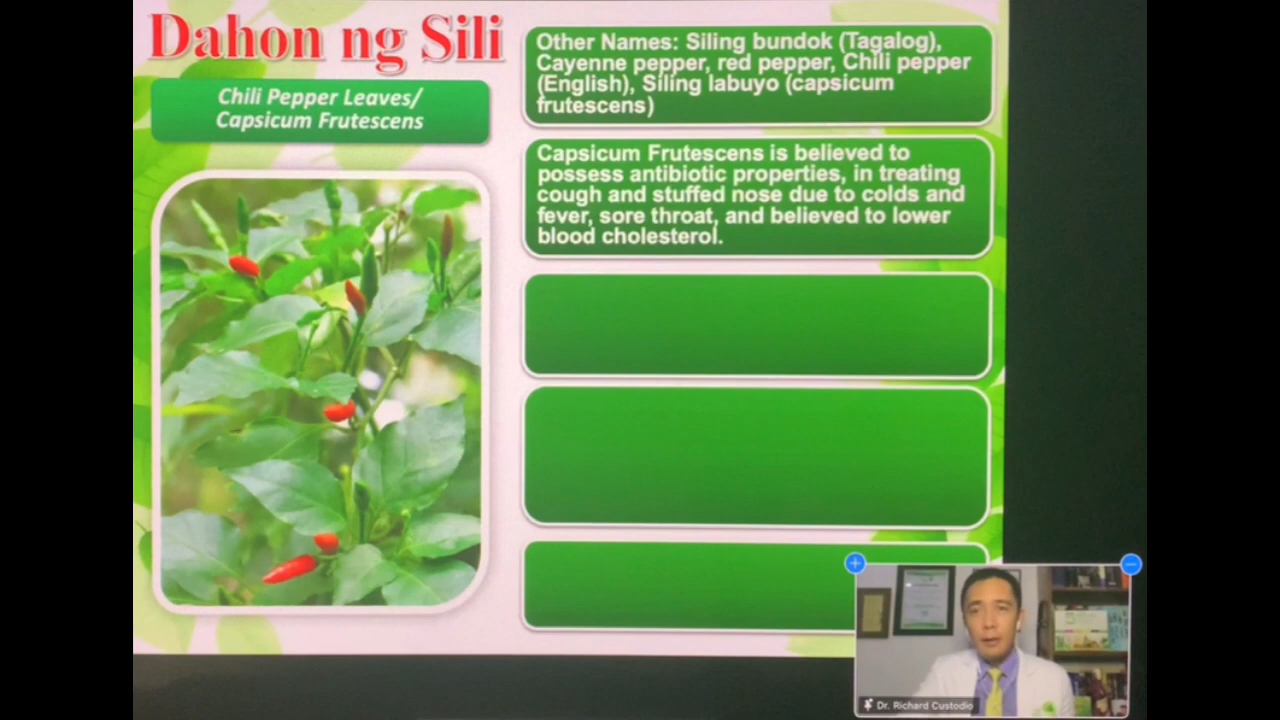 Dahon ng Sili
Chili Pepper Leaves/
Capsicum Frutescens
Other Names: Siling bundok (Tagalog),
Cayenne pepper, red pepper, Chili pepper
(English), Siling labuyo (capsicum
frutescens)
Capsicum Frutescens is believed to
possess antibiotic properties, in treating
cough and stuffed nose due to colds and
fever, sore throat, and believed to lower
blood cholesterol.
Dr. Richard Custodio